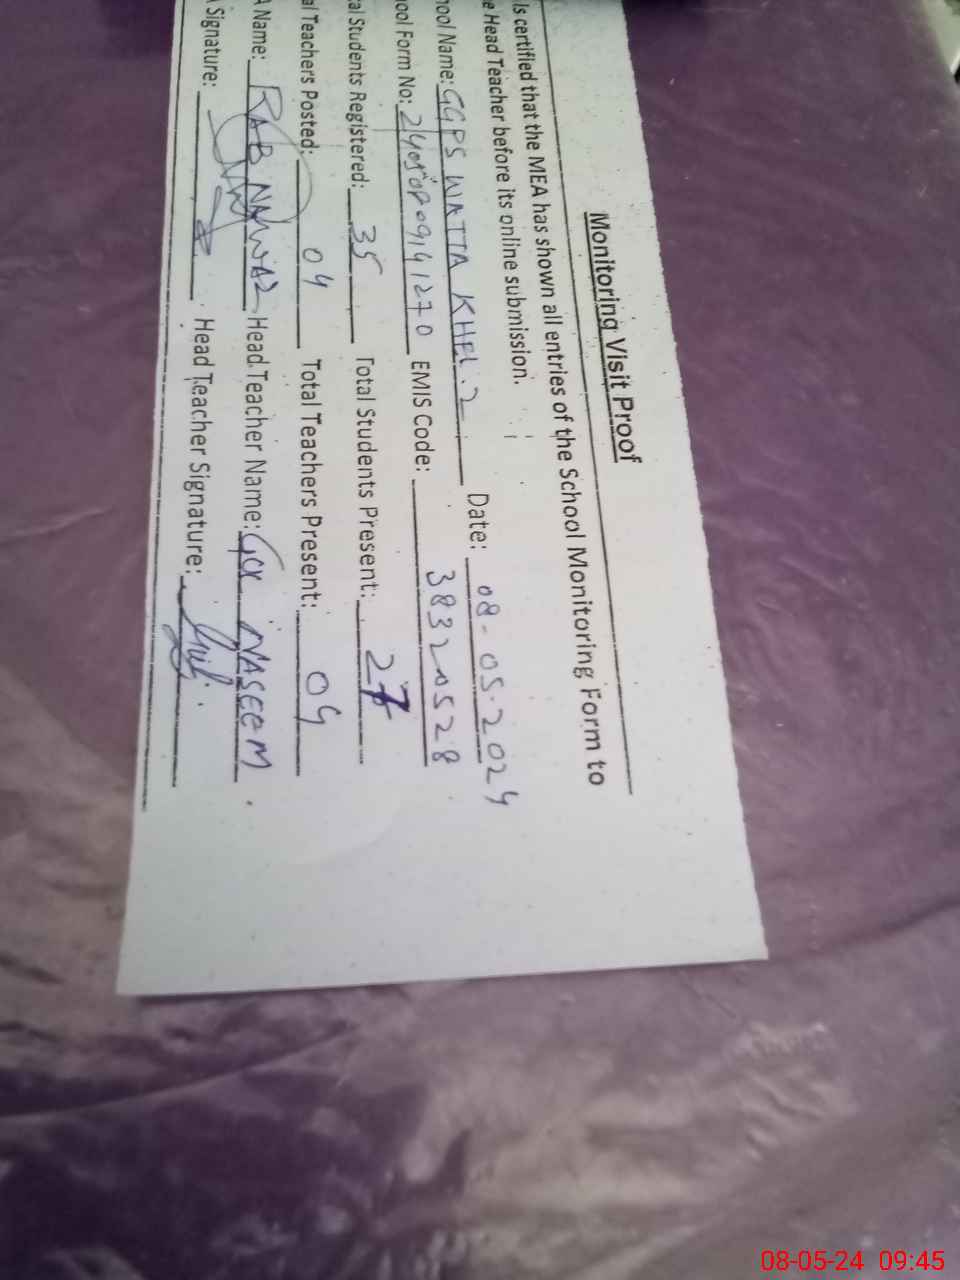 Monitoring Visit Proof
Is certified that the MEA has shown all entries of the School Monitoring Form to
e Head Teacher before its online submission.
hool Name: GGPS WATTA KHEL.2 Date: 08-05-2024
ool Form No: EMIS Code: 38320528
al Students Registered: 35 Total Students Present: 27
al Teachers Posted: 04 Total Teachers Present: 04
A Name: RAB NAWAZ Head Teacher Name: NASEEM
A Signature: Head Teacher Signature:
08-05-24 09:45